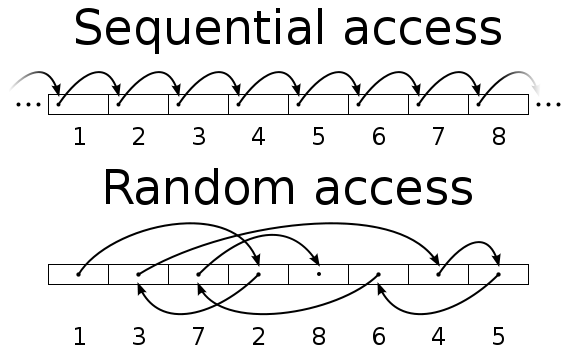 Sequential access
... ...
1 2 3 4 5 6 7 8
Random access
1 3 7 2 8 6 4 5